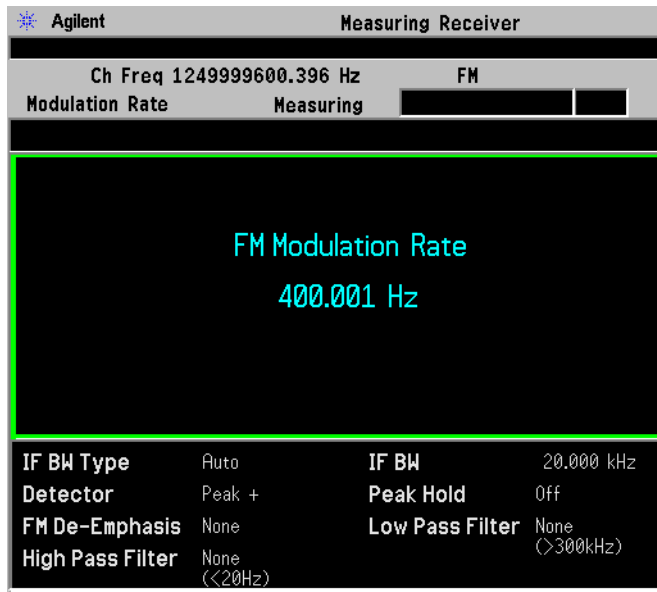 Agilent Measuring Receiver
Ch Freq 1249999600.396 Hz FM
Modulation Rate Measuring
FM Modulation Rate
400.001 Hz
IF BW Type Auto IF BW 20.000 kHz
Detector Peak + Peak Hold Off
FM De-Emphasis None Low Pass Filter None
(>300kHz)
High Pass Filter None
(<20Hz)